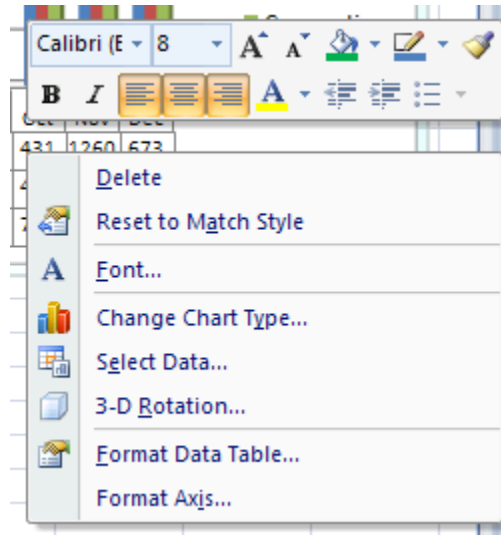 Calibri (E 8 A A
B I A
Oct Nov Dec
431 1260 673
Delete
Reset to Match Style
A Font...
Change Chart Type...
Select Data...
3-D Rotation...
Format Data Table...
Format Axis...